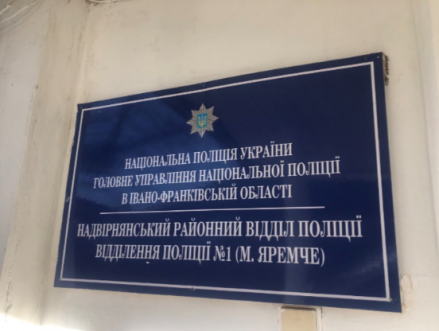 НАЦІОНАЛЬНА ПОЛІЦІЯ УКРАЇНИ
ГОЛОВНЕ УПРАВЛІННЯ НАЦІОНАЛЬНОЇ ПОЛІЦІЇ
В ІВАНО-ФРАНКІВСЬКІЙ ОБЛАСТІ
НАДВІРНЯНСЬКИЙ РАЙОННИЙ ВІДДІЛ ПОЛІЦІЇ
ВІДДІЛЕННЯ ПОЛІЦІЇ №1 (М. ЯРЕМЧЕ)